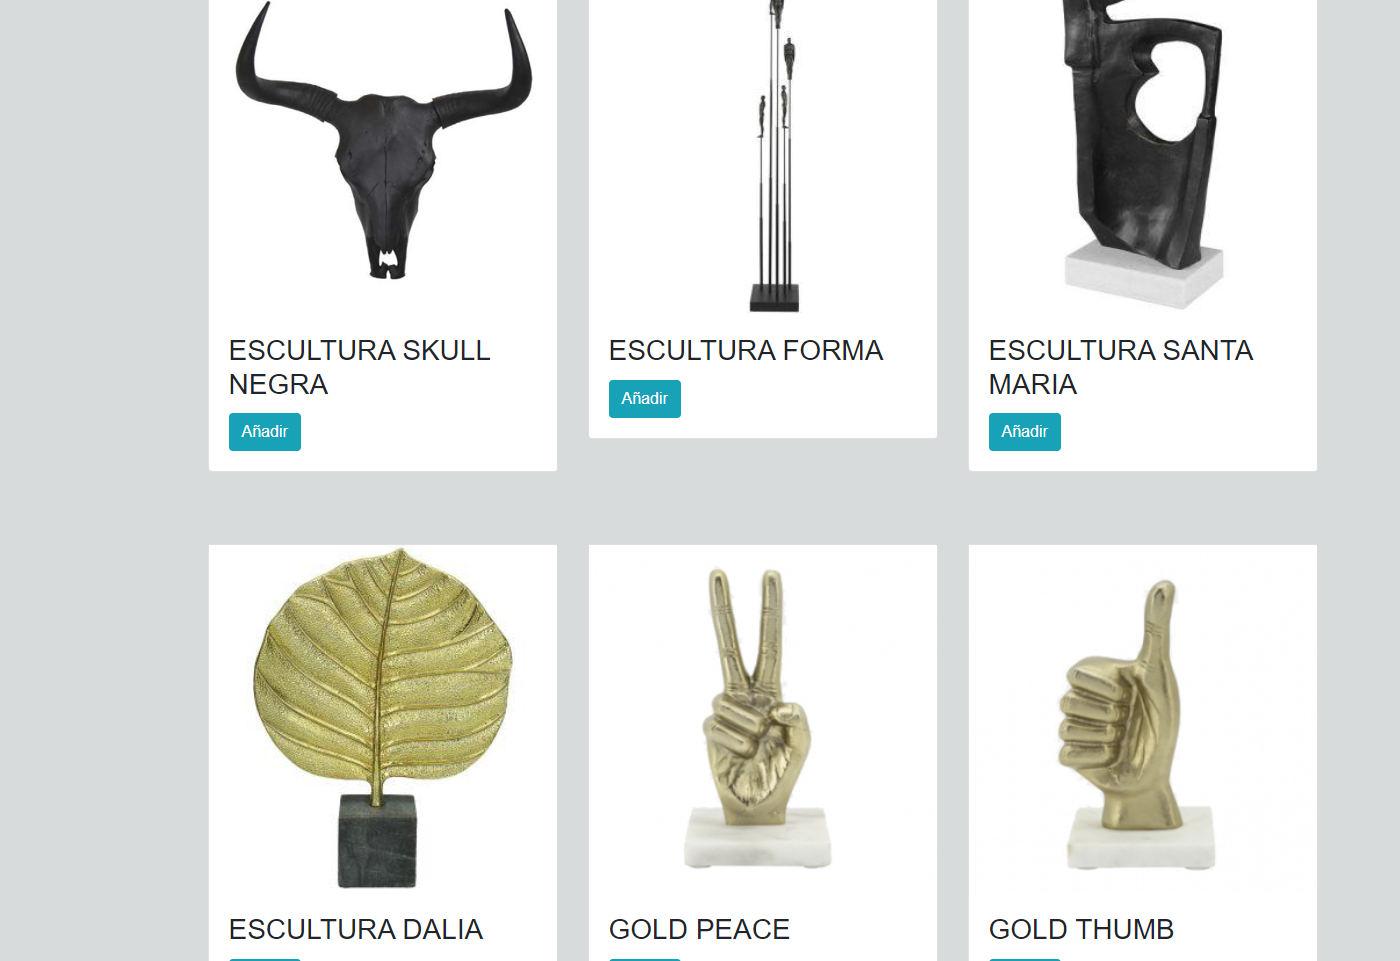 ESCULTURA SKULL
NEGRA
Añadir
ESCULTURA FORMA
Añadir
ESCULTURA SANTA
MARIA
Añadir
ESCULTURA DALIA
GOLD PEACE
GOLD THUMB